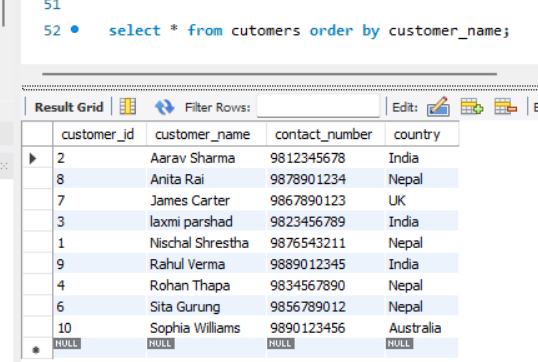 51
52 select * from cutomers order by customer_name;
Result Grid Filter Rows: Edit:
customer_id customer_name contact_number country
2 Aarav Sharma 9812345678 India
8 Anita Rai 9878901234 Nepal
7 James Carter 9867890123 UK
3 laxmi parshad 9823456789 India
1 Nischal Shrestha 9876543211 Nepal
9 Rahul Verma 9889012345 India
4 Rohan Thapa 9834567890 Nepal
6 Sita Gurung 9856789012 Nepal
10 Sophia Williams 9890123456 Australia
NULL NULL NULL NULL